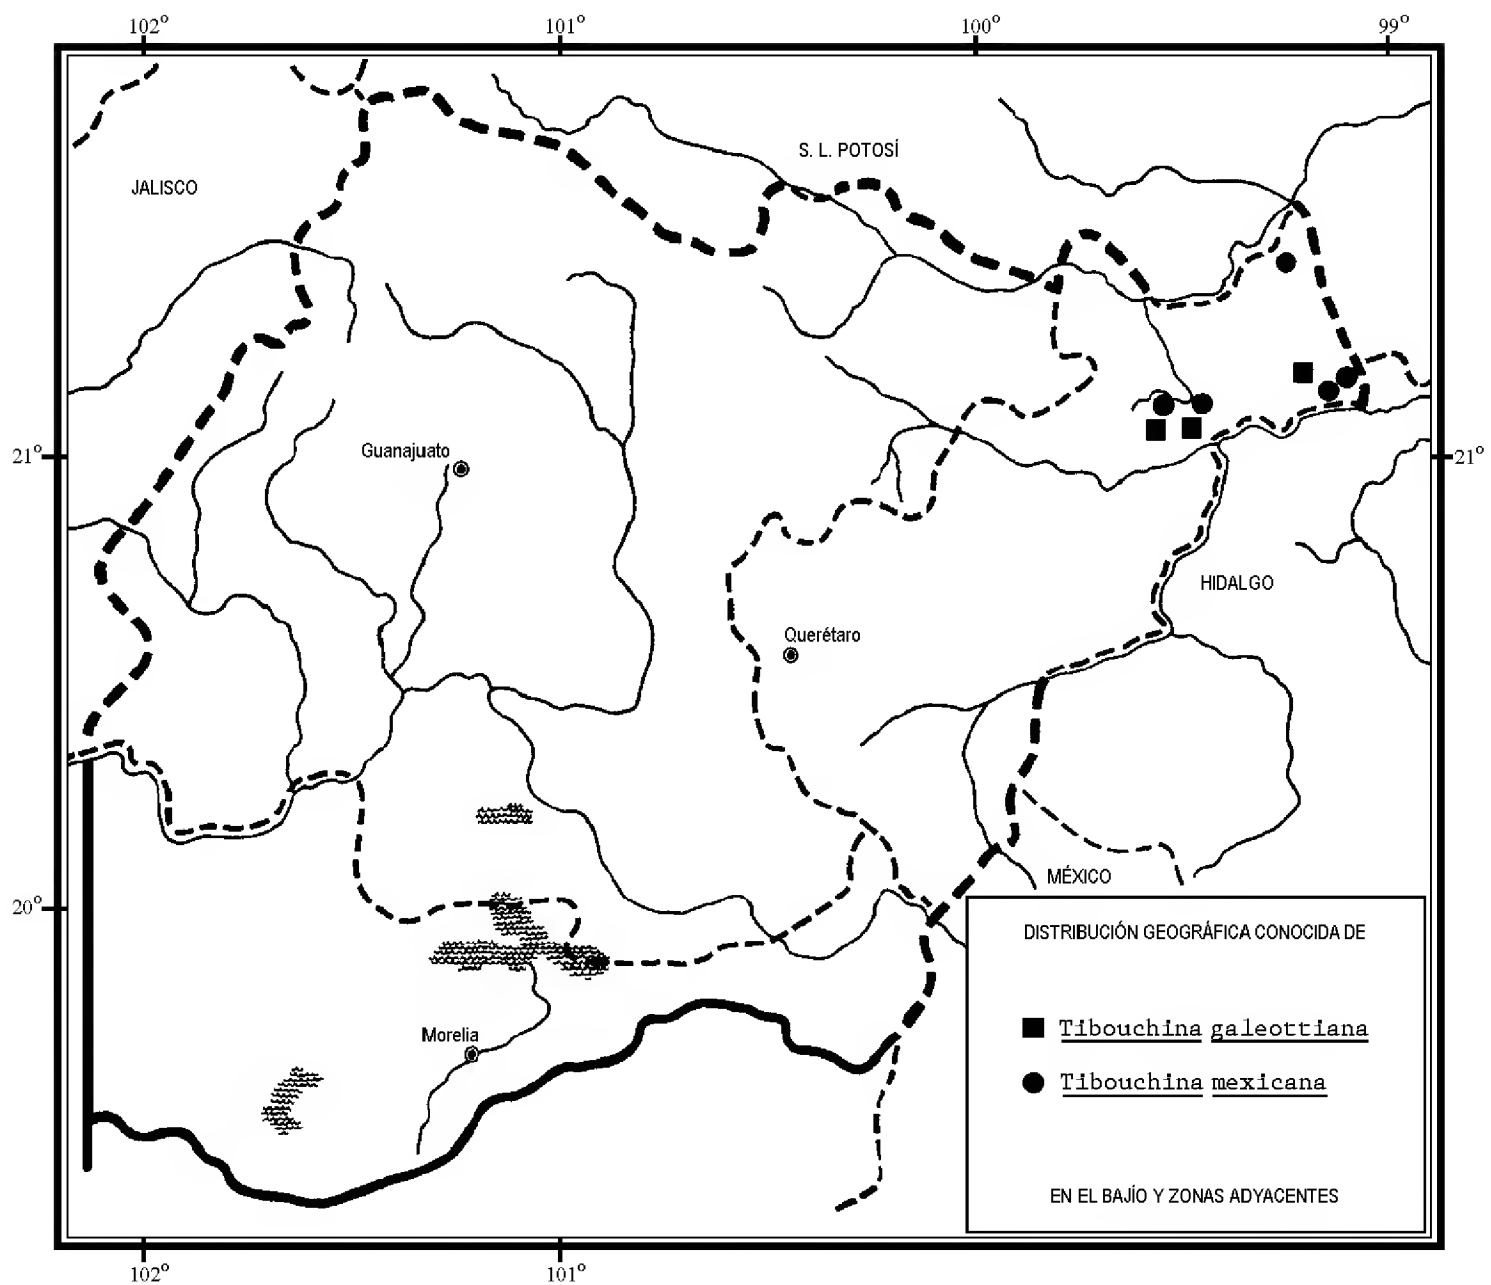 102° 101° 100° 99°
S. L. POTOSÍ
JALISCO
Guanajuato
21° 21°
HIDALGO
Querétaro
MÉXICO
20°
DISTRIBUCIÓN GEOGRÁFICA CONOCIDA DE
Tibouchina galeottiana
Morelia
Tibouchina mexicana
EN EL BAJÍO Y ZONAS ADYACENTES
102° 101°